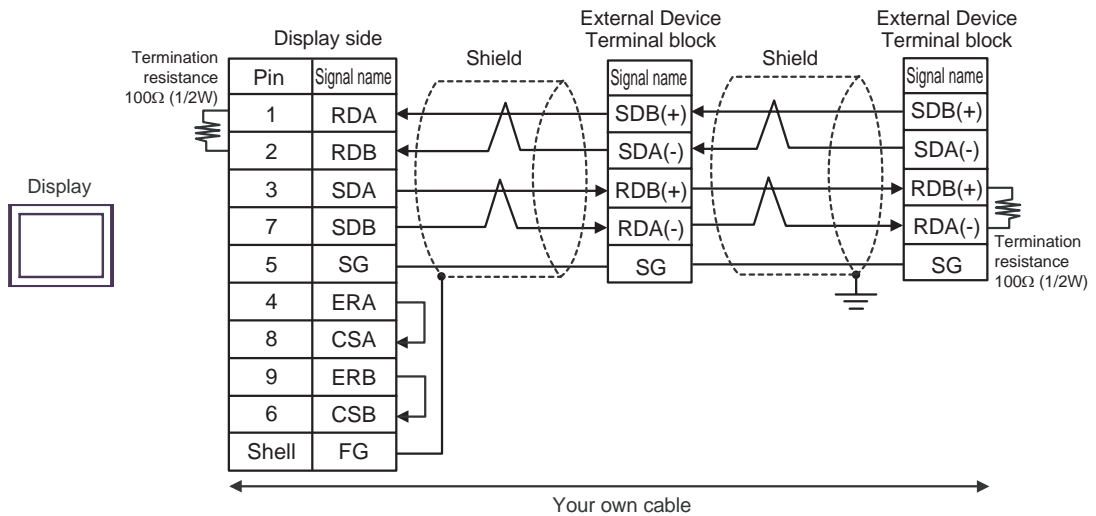 External Device
Terminal block
External Device
Terminal block
Display side
Shield
Shield
Termination
resistance
100Ω (1/2W)
Pin Signal name
1 RDA
2 RDB
3 SDA
7 SDB
5 SG
4 ERA
8 CSA
9 ERB
6 CSB
Shell FG
Signal name
SDB(+)
SDA(-)
RDB(+)
RDA(-)
SG
Signal name
SDB(+)
SDA(-)
RDB(+)
RDA(-)
SG
Termination
resistance
100Ω (1/2W)
Display
Your own cable